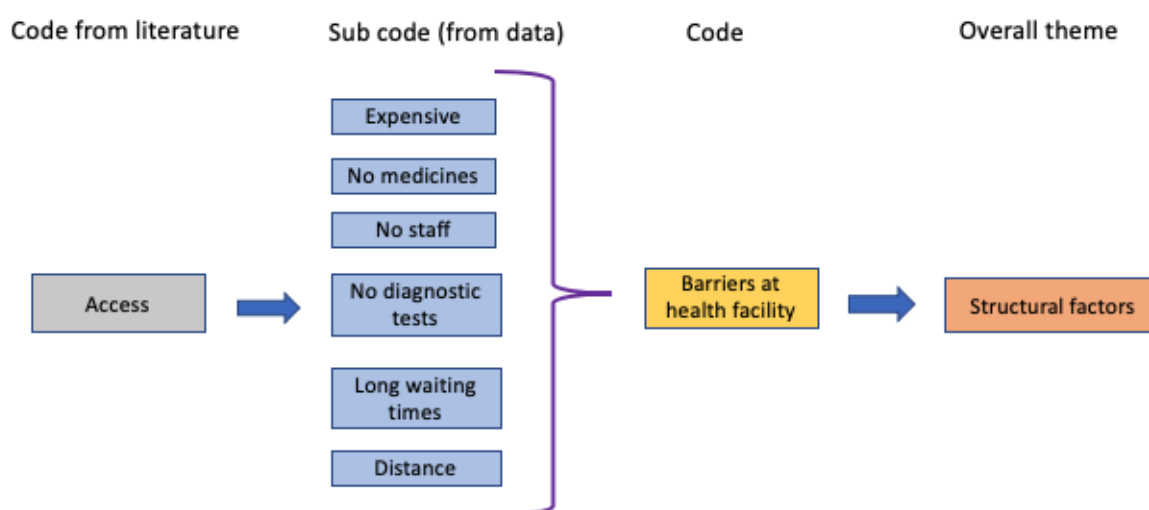 Code from literature
Sub code (from data)
Code
Overall theme
Access
Expensive
No medicines
No staff
No diagnostic
tests
Long waiting
times
Distance
Barriers at
health facility
Structural factors